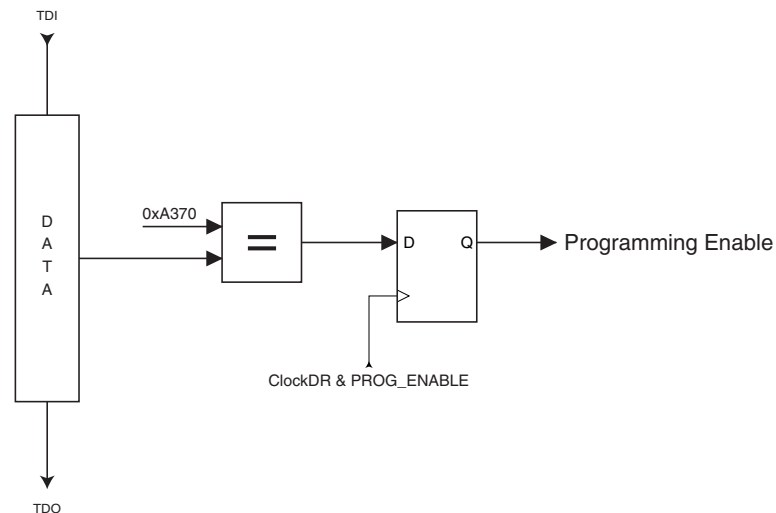 TDI
D
A
T
A
0xA370
=
D
Q
Programming Enable
ClockDR & PROG_ENABLE
TDO